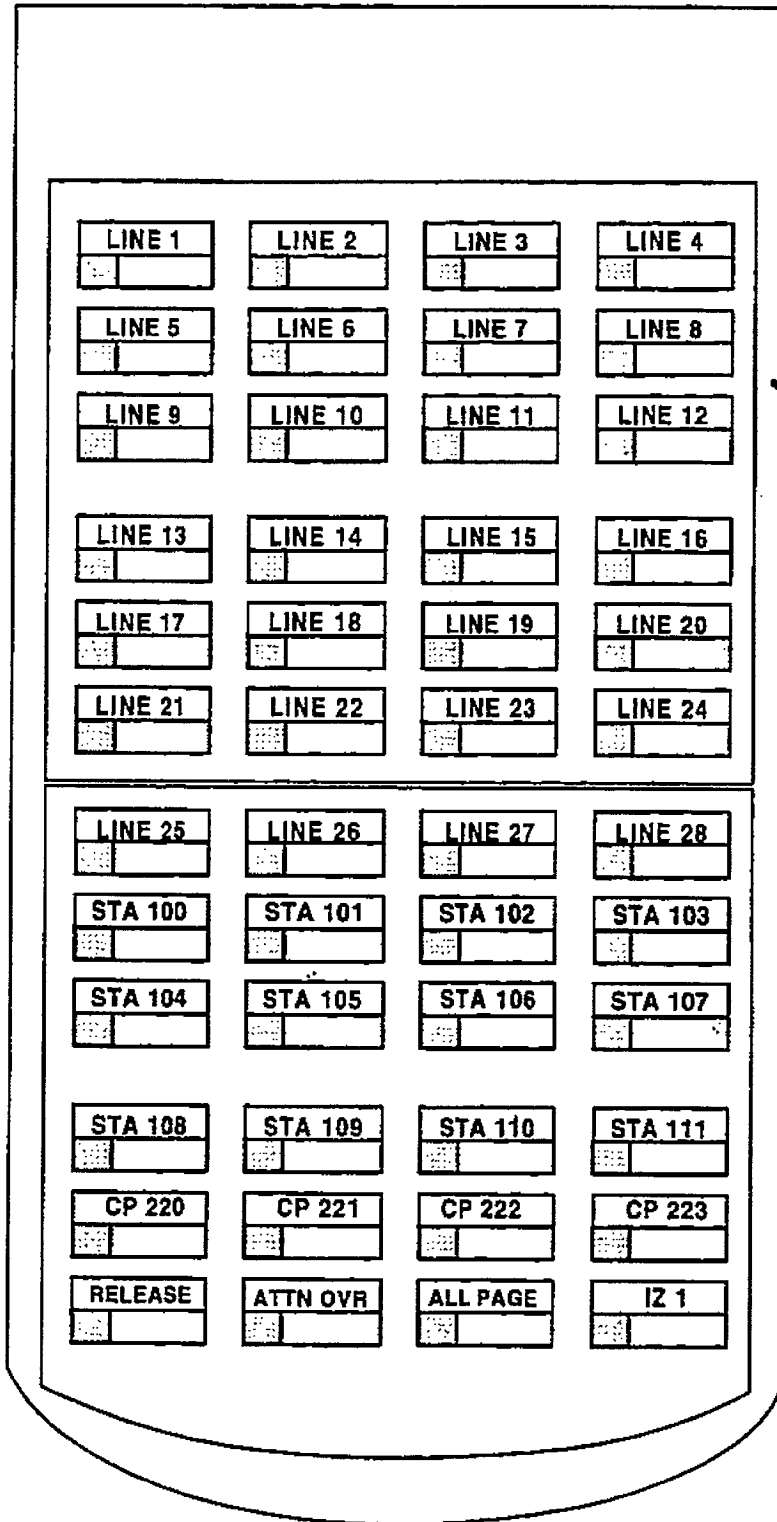 LINE 1 LINE 2 LINE 3 LINE 4
LINE 5 LINE 6 LINE 7 LINE 8
LINE 9 LINE 10 LINE 11 LINE 12
LINE 13 LINE 14 LINE 15 LINE 16
LINE 17 LINE 18 LINE 19 LINE 20
LINE 21 LINE 22 LINE 23 LINE 24
LINE 25 LINE 26 LINE 27 LINE 28
STA 100 STA 101 STA 102 STA 103
STA 104 STA 105 STA 106 STA 107
STA 108 STA 109 STA 110 STA 111
CP 220 CP 221 CP 222 CP 223
RELEASE ATTN OVR ALL PAGE IZ 1